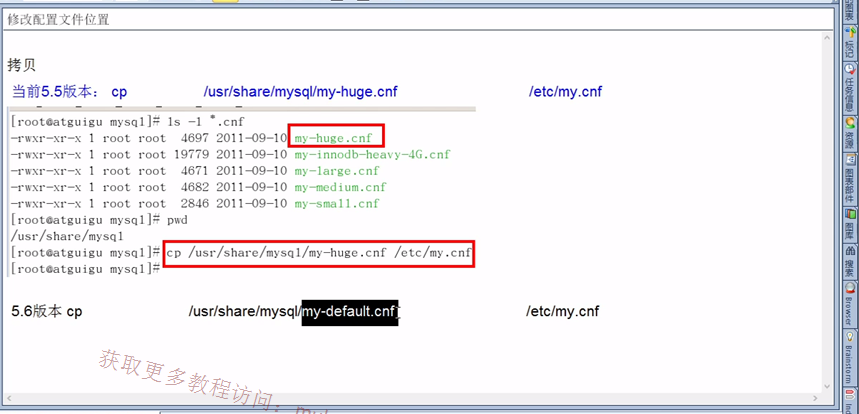 修改配置文件位置
拷贝
当前5.5版本： cp /usr/share/mysql/my-huge.cnf /etc/my.cnf
[root@atguigu mysql]# ls -l *.cnf
-rwxr-xr-x 1 root root 4697 2011-09-10 my-huge.cnf
-rwxr-xr-x 1 root root 19779 2011-09-10 my-innodb-heavy-4G.cnf
-rwxr-xr-x 1 root root 4671 2011-09-10 my-large.cnf
-rwxr-xr-x 1 root root 4682 2011-09-10 my-medium.cnf
-rwxr-xr-x 1 root root 2846 2011-09-10 my-small.cnf
[root@atguigu mysql]# pwd
/usr/share/mysql
[root@atguigu mysql]# cp /usr/share/mysql/my-huge.cnf /etc/my.cnf
[root@atguigu mysql]#
5.6版本 cp /usr/share/mysql/my-default.cnf /etc/my.cnf
获取更多教程访问：
图表
标记
任务信息
资源
图表部件
图库
搜索
Browser
Brainstorm